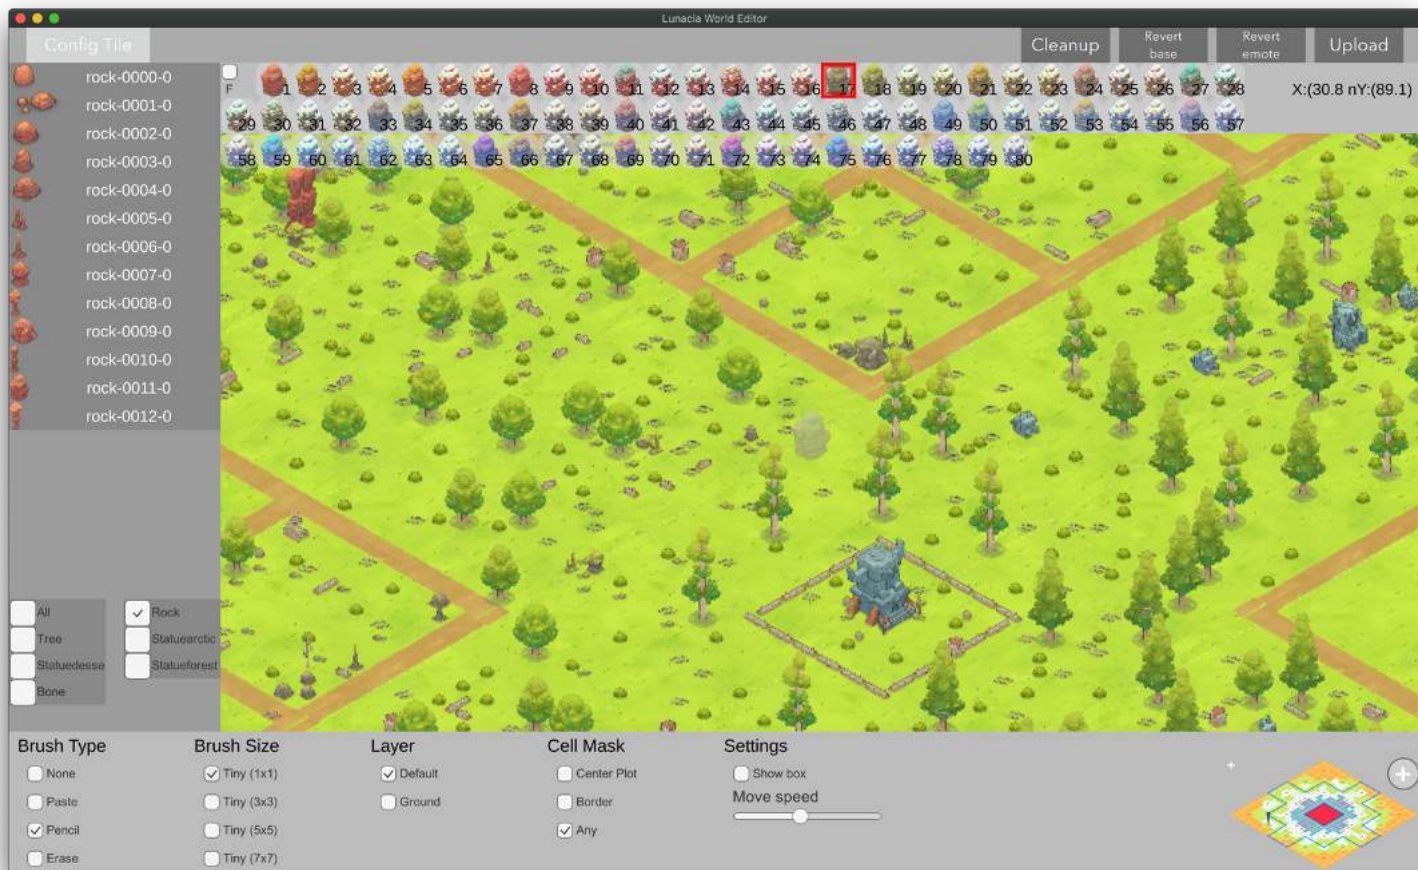 Lunacia World Editor
Config Tile
Cleanup
Revert base
Revert emote
Upload
rock-0000-0
rock-0001-0
rock-0002-0
rock-0003-0
rock-0004-0
rock-0005-0
rock-0006-0
rock-0007-0
rock-0008-0
rock-0009-0
rock-0010-0
rock-0011-0
rock-0012-0
F 1 2 3 4 5 6 7 8 9 10 11 12 13 14 15 16 17 18 19 20 21 22 23 24 25 26 27 28
X:(30.8 nY:(89.1)
29 30 31 32 33 34 35 36 37 38 39 40 41 42 43 44 45 46 47 48 49 50 51 52 53 54 55 56 57
58 59 60 61 62 63 64 65 66 67 68 69 70 71 72 73 74 75 76 77 78 79 80
All Rock
Tree Statuearctic
Statuedesse Statueforest
Bone
Brush Type Brush Size Layer Cell Mask Settings
None Tiny (1x1) Default Center Plot Show box
Paste Tiny (3x3) Ground Border Move speed
Pencil Tiny (5x5) Any
Erase Tiny (7x7)